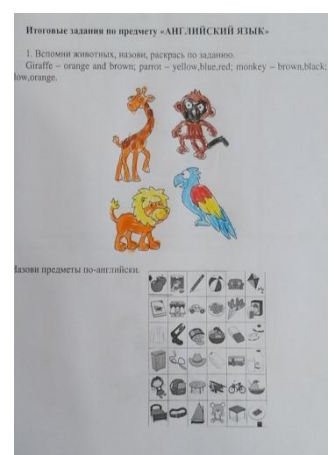 Итоговые задания по предмету «АНГЛИЙСКИЙ ЯЗЫК»
1. Вспомни животных, назови, раскрась по заданию.
Giraffe – orange and brown; parrot – yellow,blue,red; monkey – brown,black;
low,orange.
Назови предметы по-английски.